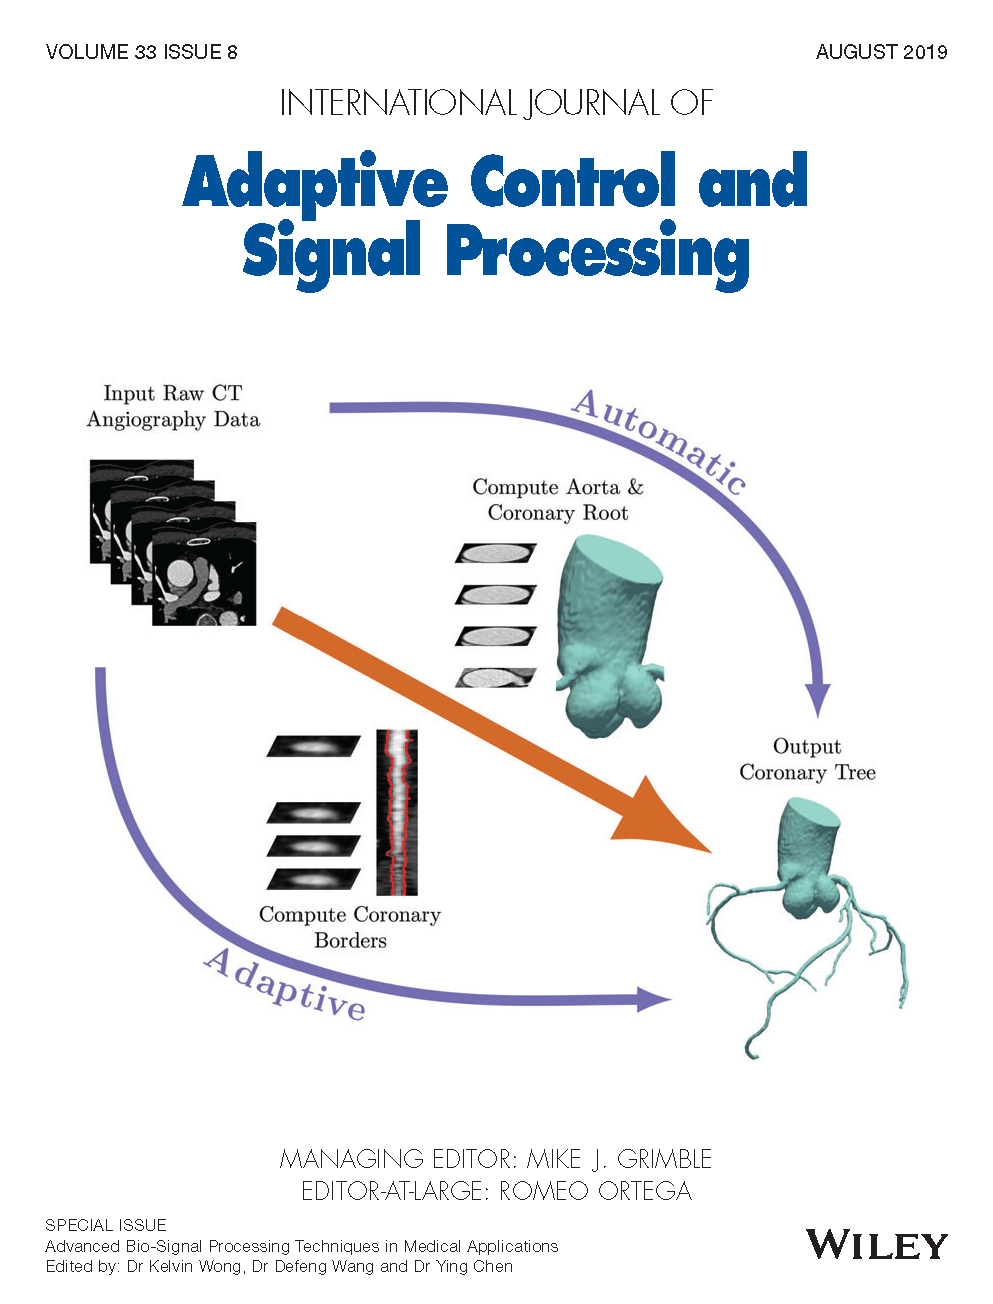 VOLUME 33 ISSUE 8
AUGUST 2019
INTERNATIONAL JOURNAL OF
Adaptive Control and
Signal Processing
Input Raw CT
Angiography Data
Automatic
Compute Aorta &
Coronary Root
Output
Coronary Tree
Compute Coronary
Borders
Adaptive
MANAGING EDITOR: MIKE J. GRIMBLE
EDITOR-AT-LARGE: ROMEO ORTEGA
SPECIAL ISSUE
Advanced Bio-Signal Processing Techniques in Medical Applications
Edited by: Dr Kelvin Wong, Dr Defeng Wang and Dr Ying Chen
WILEY